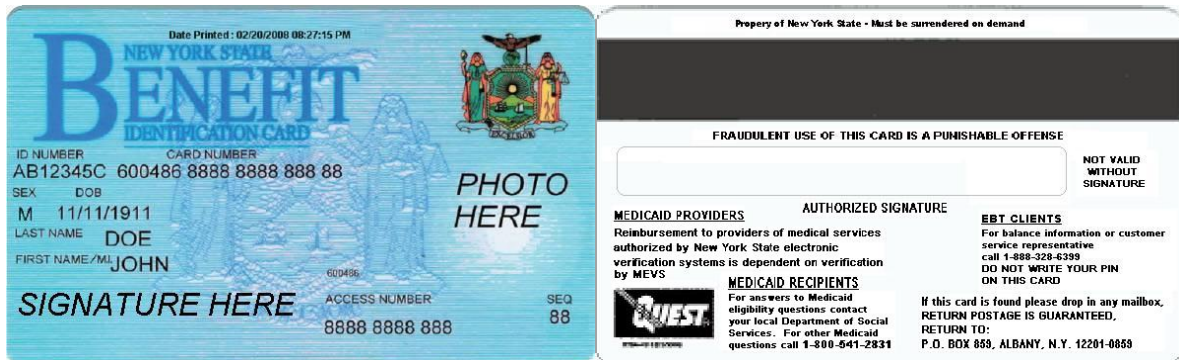 Date Printed : 02/20/2008 08:27:15 PM
NEW YORK STATE
BENEFIT
IDENTIFICATION CARD
EXCELSIOR
ID NUMBER CARD NUMBER
AB12345C 600486 8888 8888 888 88
SEX DOB
M 11/11/1911
LAST NAME DOE
FIRST NAME/M.I. JOHN
PHOTO
HERE
600486
SIGNATURE HERE
ACCESS NUMBER SEQ
8888 8888 888 88
Propery of New York State - Must be surrendered on demand
FRAUDULENT USE OF THIS CARD IS A PUNISHABLE OFFENSE
NOT VALID
WITHOUT
SIGNATURE
AUTHORIZED SIGNATURE
MEDICAID PROVIDERS
Reimbursement to providers of medical services
authorized by New York State electronic
verification systems is dependent on verification
by MEVS
EBT CLIENTS
For balance information or customer
service representative
call 1-888-328-6399
DO NOT WRITE YOUR PIN
ON THIS CARD
QUEST
MEDICAID RECIPIENTS
For answers to Medicaid
eligibility questions contact
your local Department of Social
Services. For other Medicaid
questions call 1-800-541-2831
If this card is found please drop in any mailbox,
RETURN POSTAGE IS GUARANTEED,
RETURN TO:
P.O. BOX 859, ALBANY, N.Y. 12201-0859